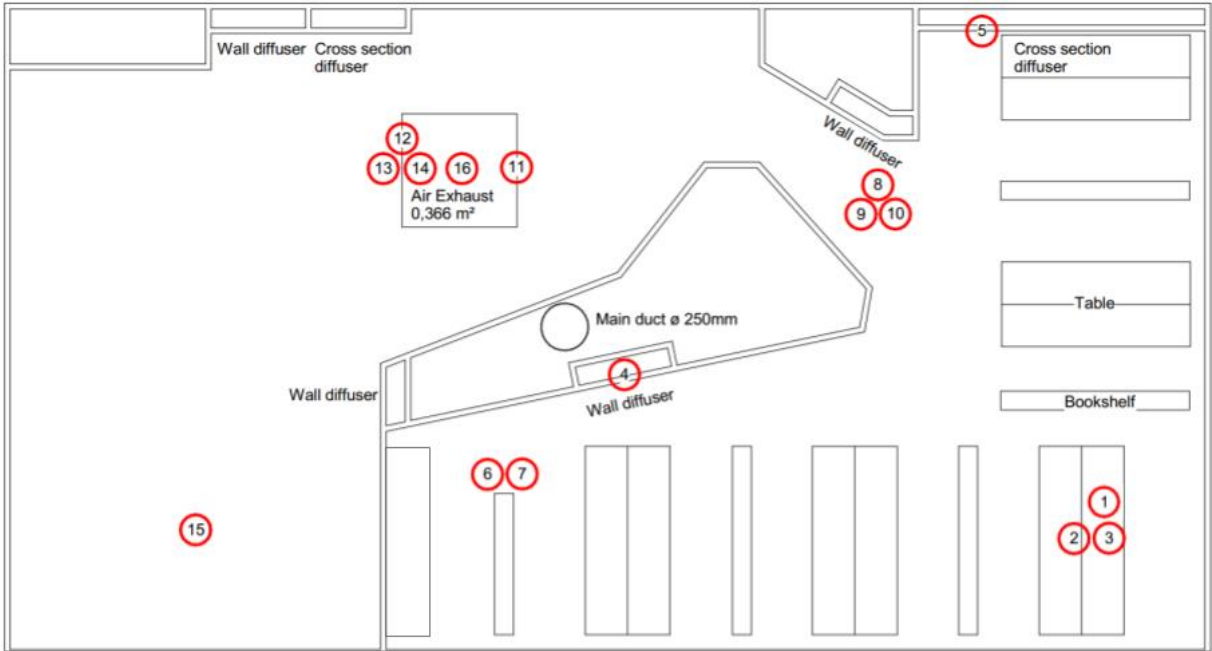 5
Wall diffuser
Cross section
diffuser
Cross section
diffuser
Wall diffuser
12
13
14
16
11
Air Exhaust
0,366 m²
8
9
10
Main duct ø 250mm
Table
4
Wall diffuser
Wall diffuser
Bookshelf
6
7
1
2
3
15